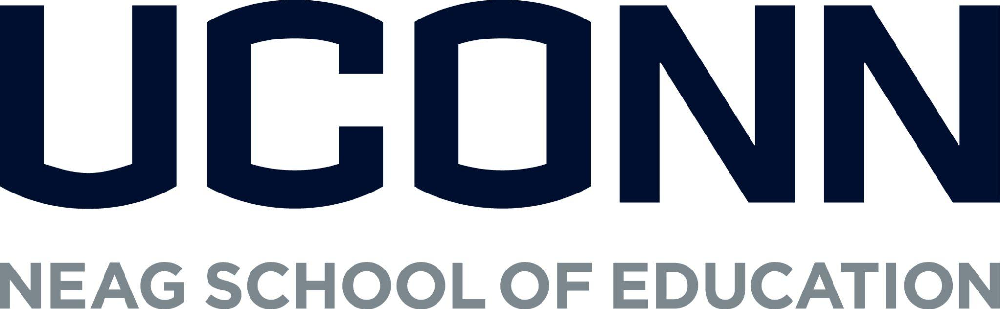 UCONN
NEAG SCHOOL OF EDUCATION